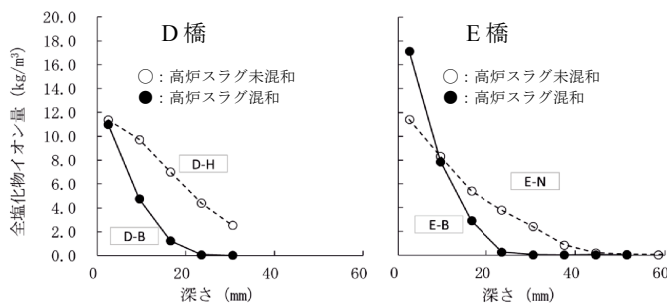 D橋
E橋
全塩化物イオン量 (kg/m³)
20.0
18.0
16.0
14.0
12.0
10.0
8.0
6.0
4.0
2.0
0.0
○：高炉スラグ未混和
●：高炉スラグ混和
D-H
D-B
0 20 40 60
深さ (mm)
○：高炉スラグ未混和
●：高炉スラグ混和
E-N
E-B
0 20 40 60
深さ (mm)